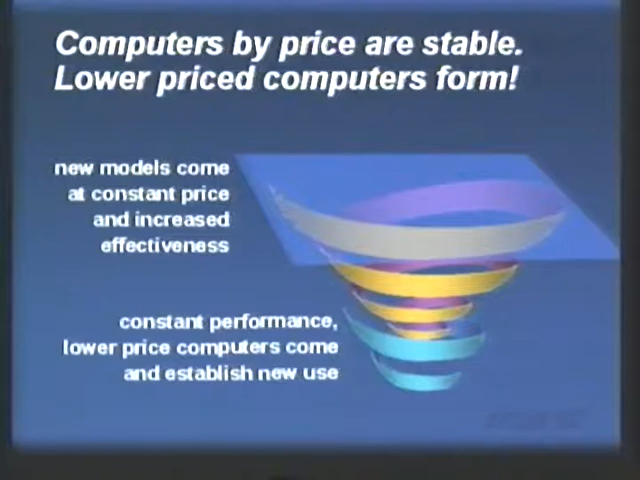 Computers by price are stable.
Lower priced computers form!
new models come
at constant price
and increased
effectiveness
constant performance,
lower price computers come
and establish new use